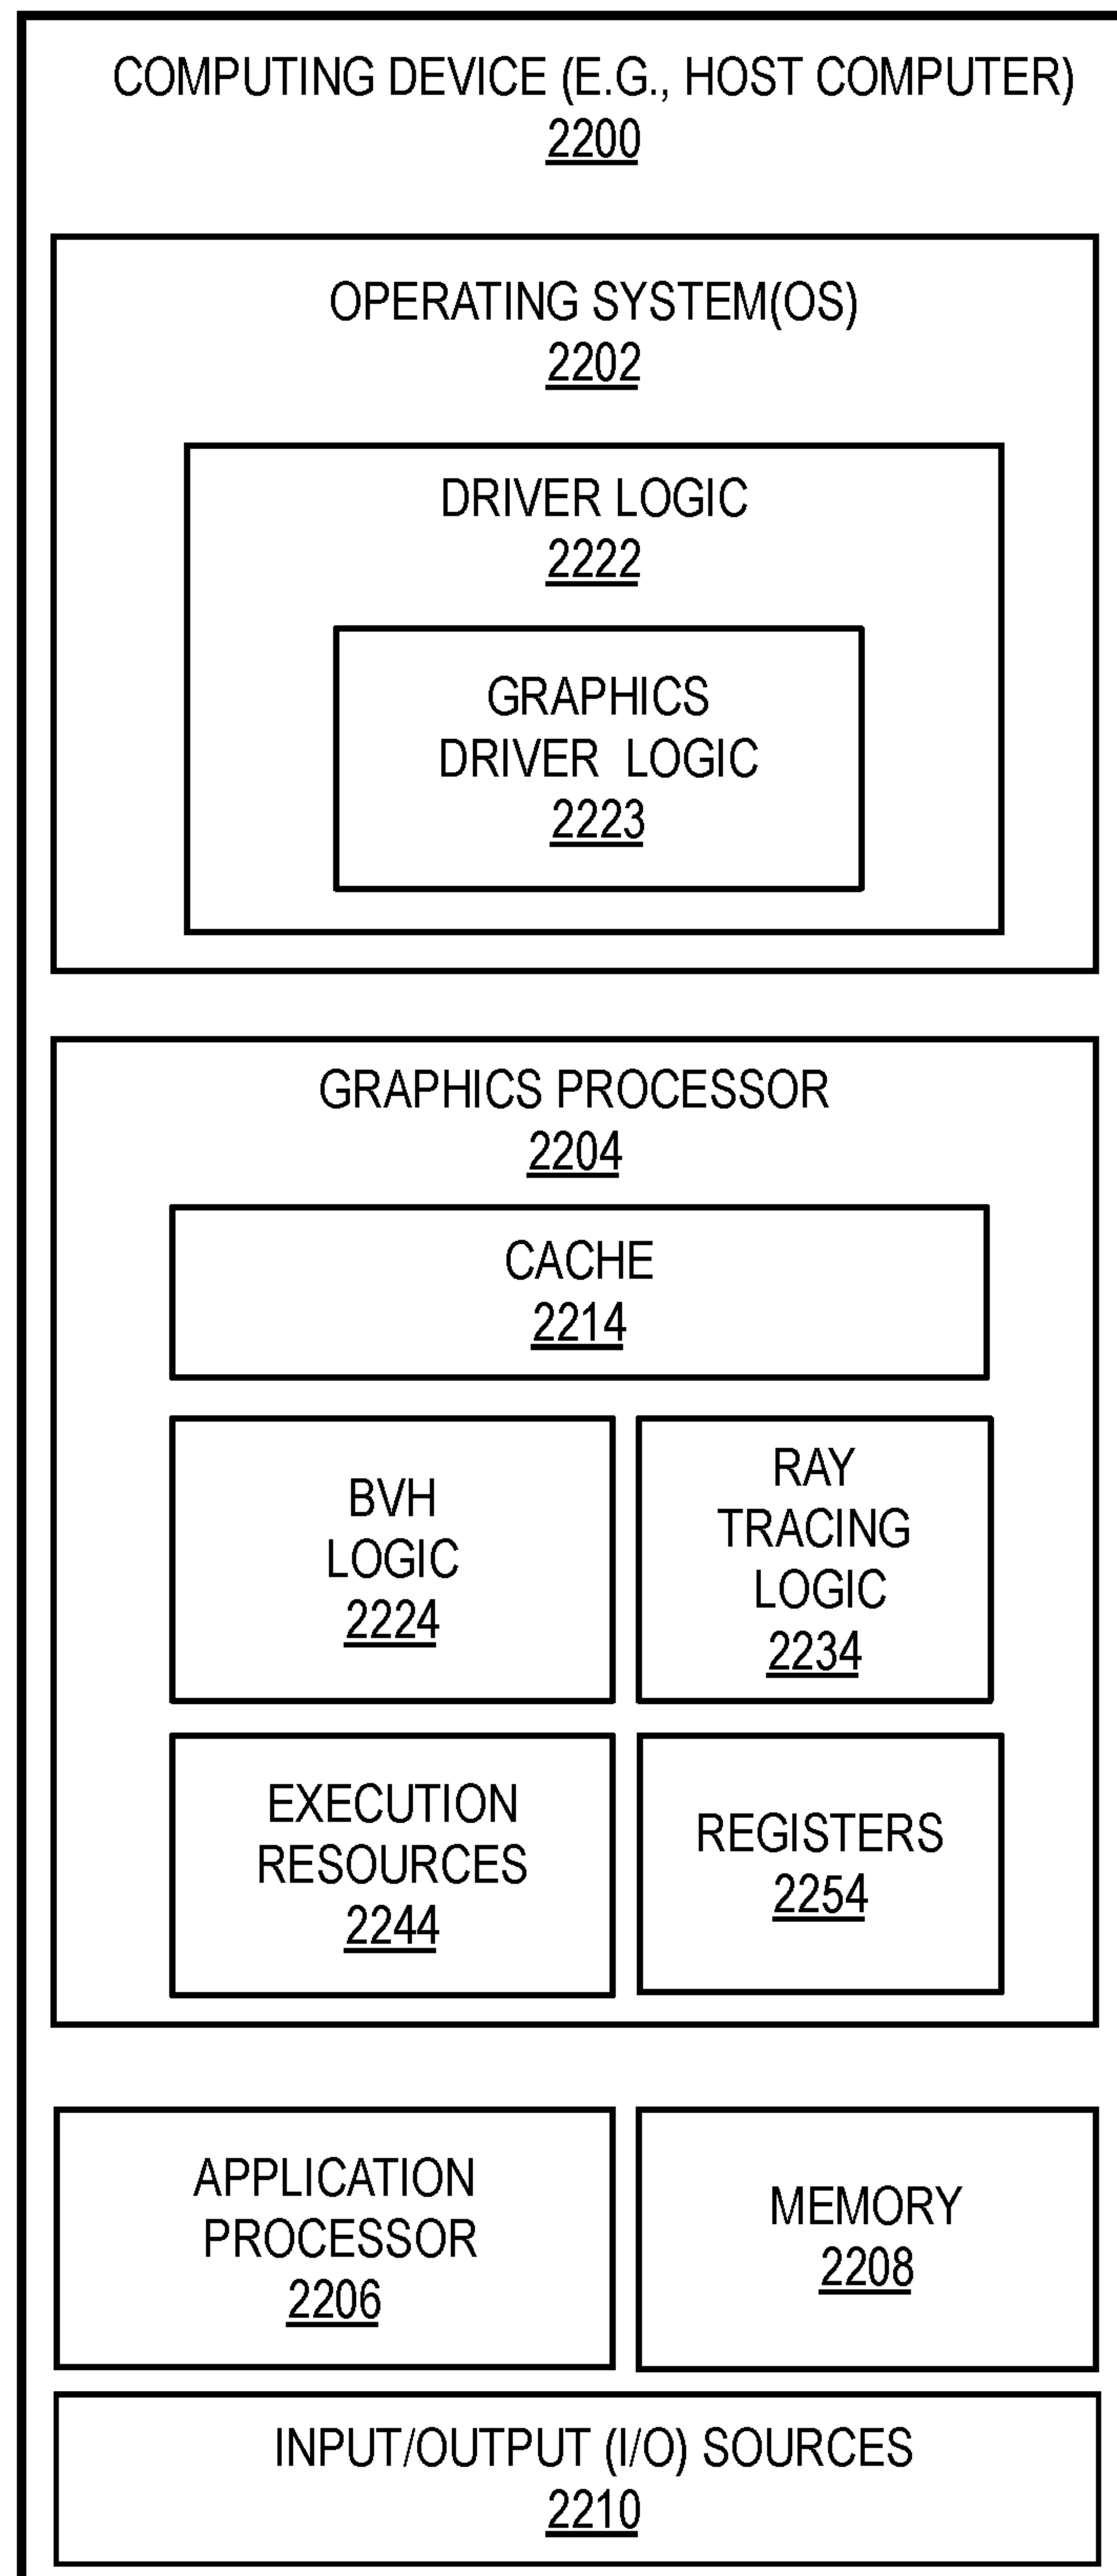 COMPUTING DEVICE (E.G., HOST COMPUTER)
2200
OPERATING SYSTEM(OS)
2202
DRIVER LOGIC
2222
GRAPHICS
DRIVER LOGIC
2223
GRAPHICS PROCESSOR
2204
CACHE
2214
BVH
LOGIC
2224
RAY
TRACING
LOGIC
2234
EXECUTION
RESOURCES
2244
REGISTERS
2254
APPLICATION
PROCESSOR
2206
MEMORY
2208
INPUT/OUTPUT (I/O) SOURCES
2210